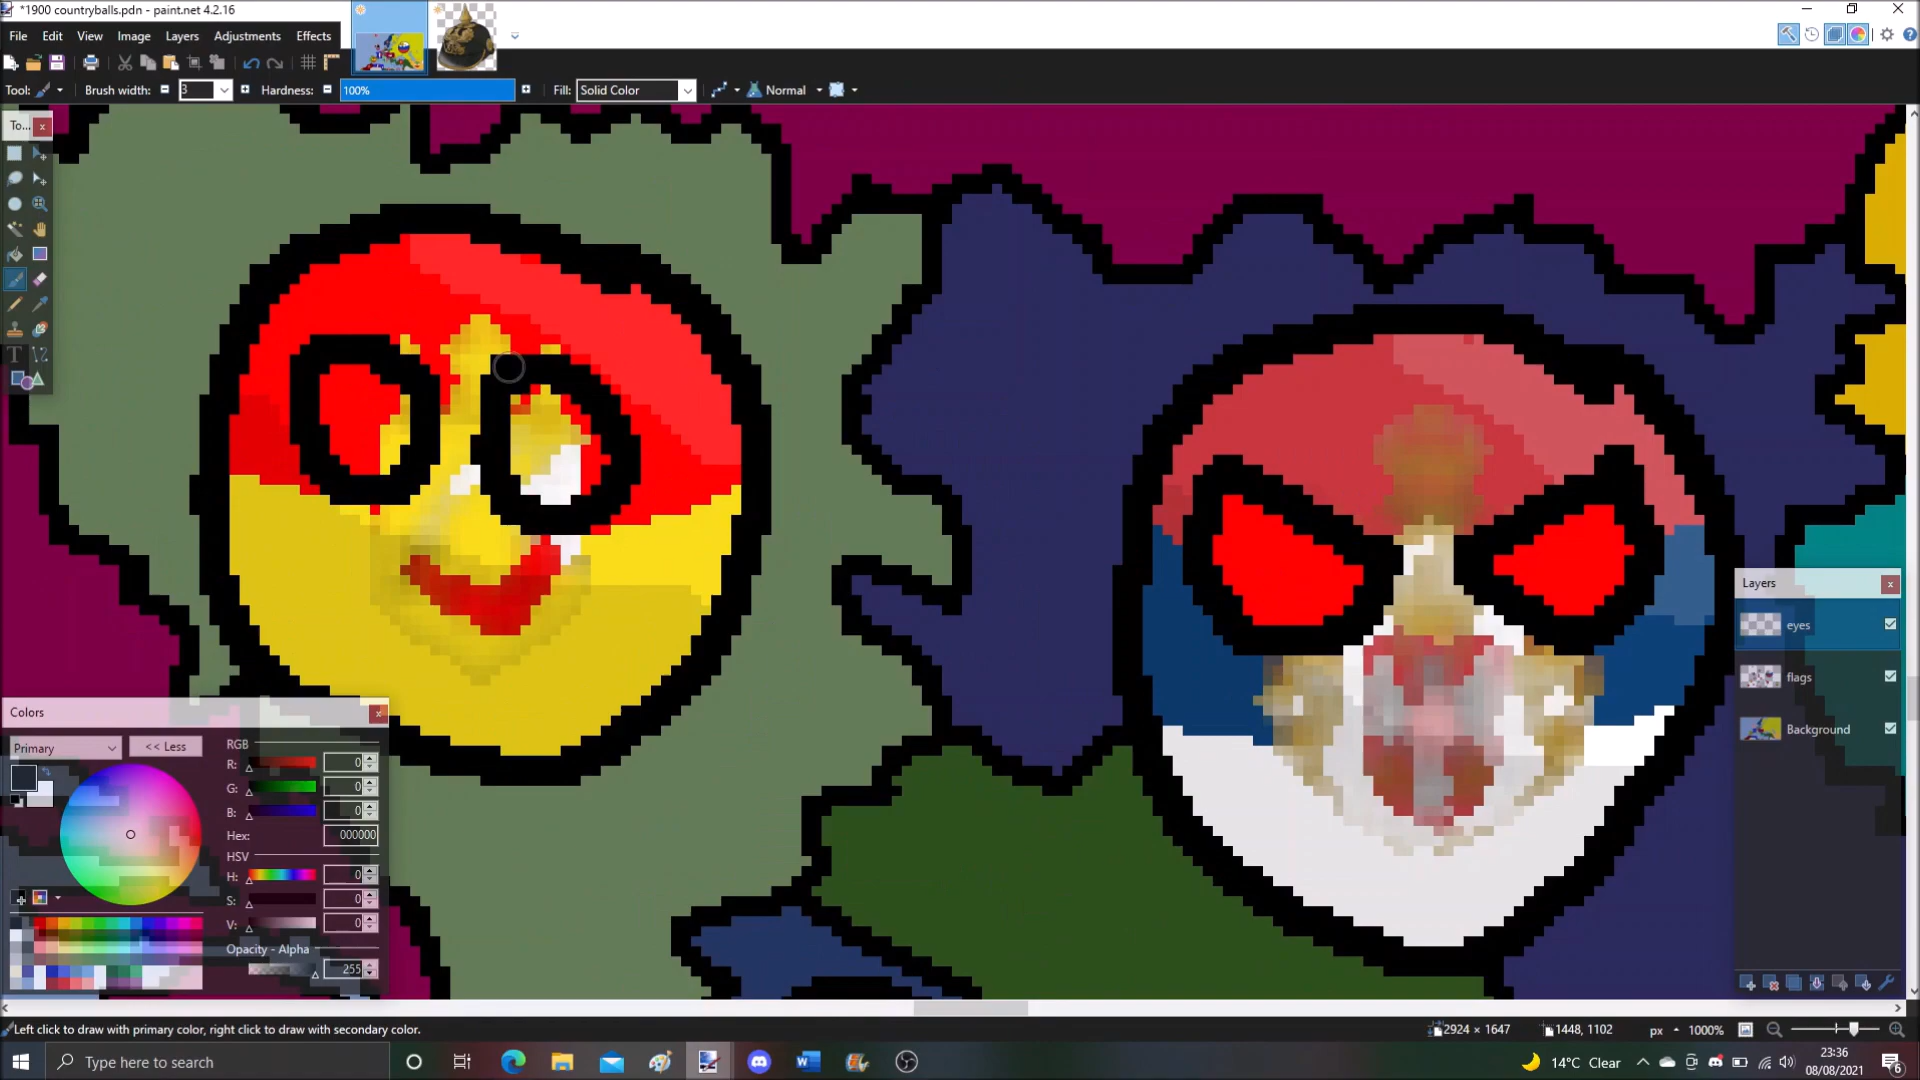 *1900 countryballs.pdn - paint.net 4.2.16
File Edit View Image Layers Adjustments Effects
Tool: Brush width: 3 Hardness: 100% Fill: Solid Color Normal
To...
Layers
eyes
flags
Background
Colors
Primary << Less RGB
R: 0
G: 0
B: 0
Hex: 000000
HSV
H: 0
S: 0
V: 0
Opacity - Alpha
255
Left click to draw with primary color, right click to draw with secondary color. 2924 × 1647 1448, 1102 px 1000%
Type here to search 14°C Clear 23:36
08/08/2021 6